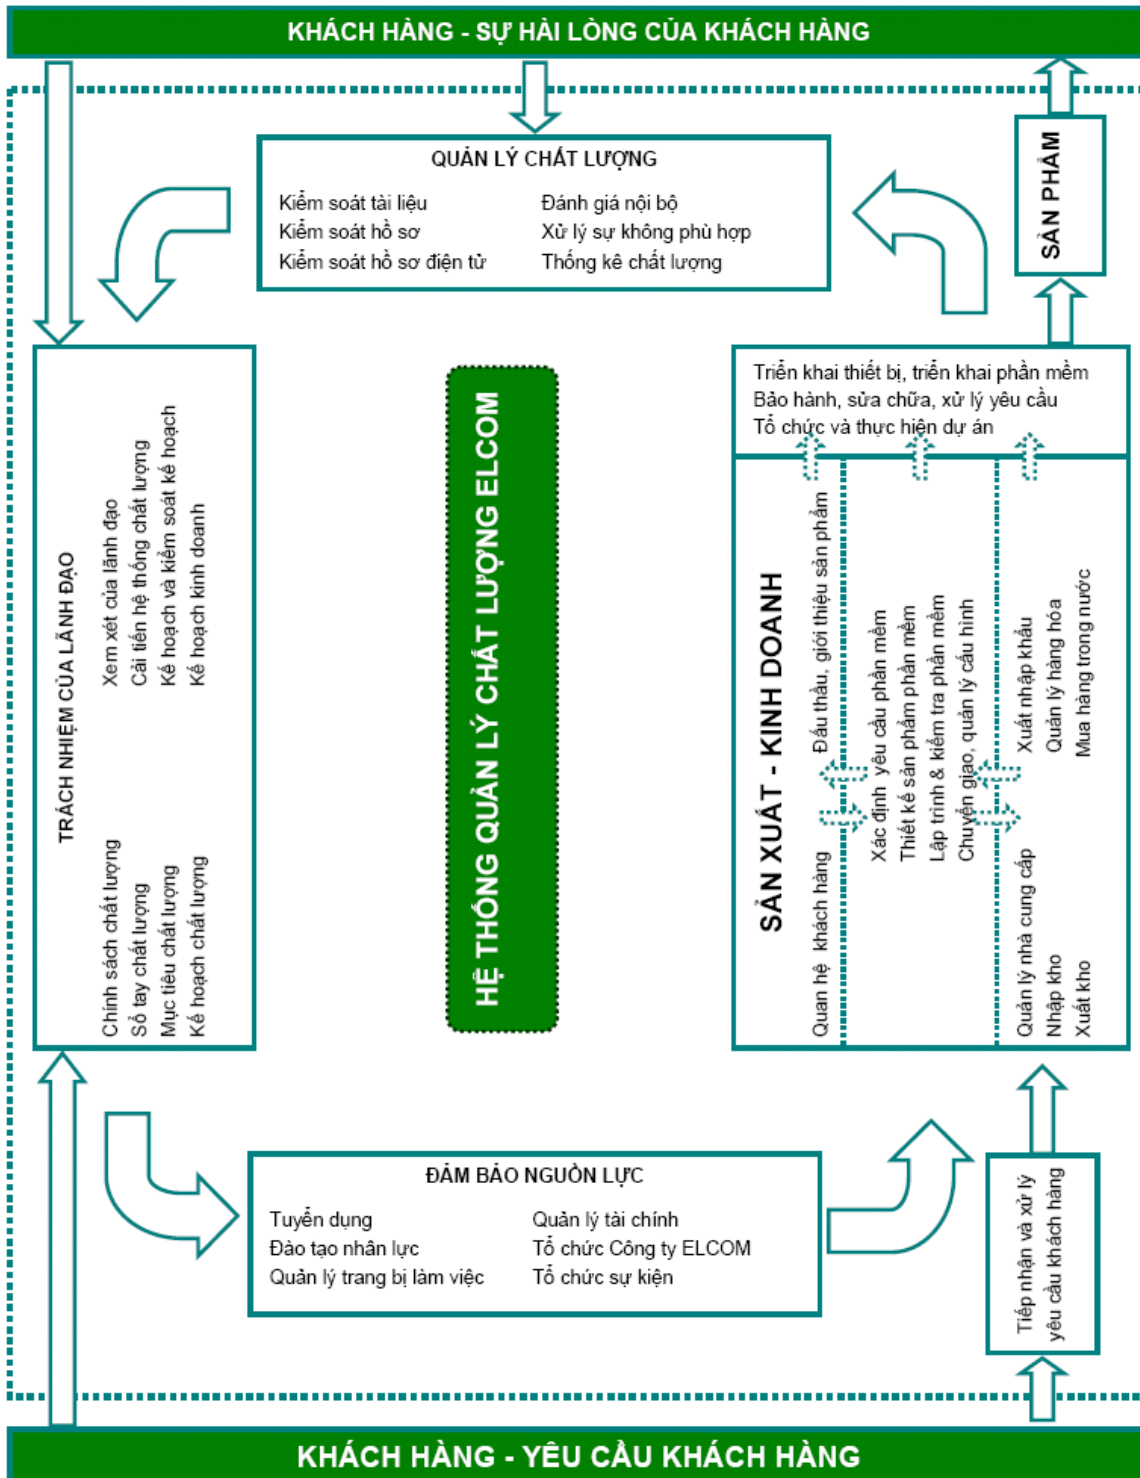 KHÁCH HÀNG - SỰ HÀI LÒNG CỦA KHÁCH HÀNG
QUẢN LÝ CHẤT LƯỢNG
Kiểm soát tài liệu
Kiểm soát hồ sơ
Kiểm soát hồ sơ điện tử
Đánh giá nội bộ
Xử lý sự không phù hợp
Thống kê chất lượng
SẢN PHẨM
TRÁCH NHIỆM CỦA LÃNH ĐẠO
Chính sách chất lượng
Sổ tay chất lượng
Mục tiêu chất lượng
Kế hoạch chất lượng
Xem xét của lãnh đạo
Cải tiến hệ thống chất lượng
Kế hoạch và kiểm soát kế hoạch
Kế hoạch kinh doanh
HỆ THỐNG QUẢN LÝ CHẤT LƯỢNG ELCOM
Triển khai thiết bị, triển khai phần mềm
Bảo hành, sửa chữa, xử lý yêu cầu
Tổ chức và thực hiện dự án
SẢN XUẤT - KINH DOANH
Quan hệ khách hàng
Đấu thầu, giới thiệu sản phẩm
Xác định yêu cầu phần mềm
Thiết kế sản phẩm phần mềm
Lập trình & kiểm tra phần mềm
Chuyển giao, quản lý cấu hình
Quản lý nhà cung cấp
Nhập kho
Xuất kho
Xuất nhập khẩu
Quản lý hàng hóa
Mua hàng trong nước
ĐẢM BẢO NGUỒN LỰC
Tuyển dụng
Đào tạo nhân lực
Quản lý trang bị làm việc
Quản lý tài chính
Tổ chức Công ty ELCOM
Tổ chức sự kiện
Tiếp nhận và xử lý
yêu cầu khách hàng
KHÁCH HÀNG - YÊU CẦU KHÁCH HÀNG